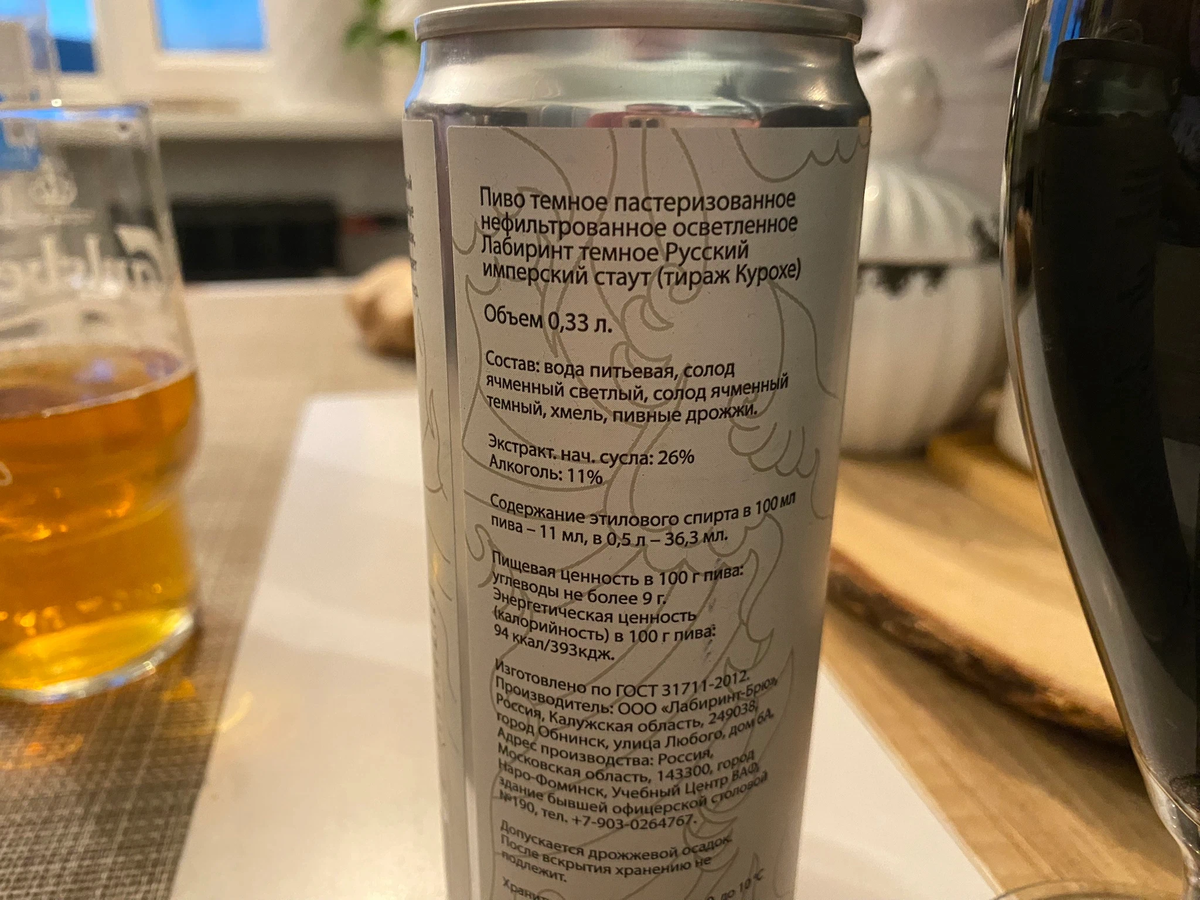 Пиво темное пастеризованное
нефильтрованное осветленное
Лабиринт темное Русский
имперский стаут (тираж Курохе)
Объем 0,33 л.
Состав: вода питьевая, солод
ячменный светлый, солод ячменный
темный, хмель, пивные дрожжи.
Экстракт. нач. сусла: 26%
Алкоголь: 11%
Содержание этилового спирта в 100 мл
пива – 11 мл, в 0,5 л – 36,3 мл.
Пищевая ценность в 100 г пива:
углеводы не более 9 г.
Энергетическая ценность
(калорийность) в 100 г пива:
94 ккал/393кдж.
Изготовлено по ГОСТ 31711-2012.
Производитель: ООО «Лабиринт-Брю»,
Россия, Калужская область, 249038,
город Обнинск, улица Любого, дом 6А,
Адрес производства: Россия,
Московская область, 143300, город
Наро-Фоминск, Учебный Центр ВАФ,
здание бывшей офицерской столовой
№190, тел. +7-903-0264767.
Допускается дрожжевой осадок.
После вскрытия хранению не
подлежит.
до 10 °С